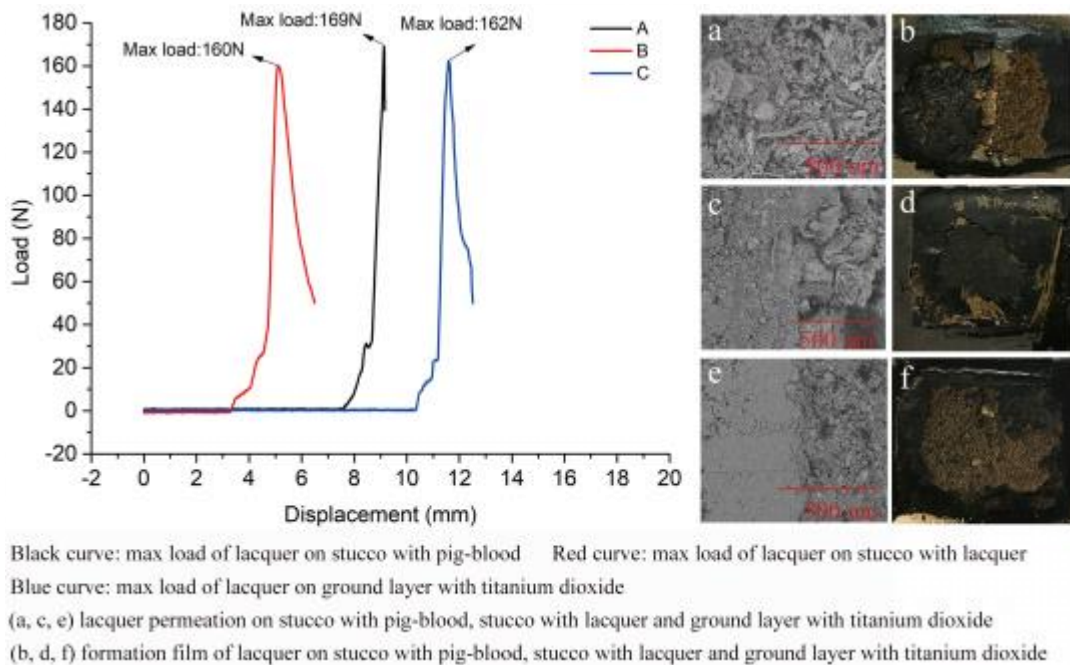 Max load:169N
Max load:162N
Max load:160N
A
B
C
180
160
140
120
100
80
60
40
20
0
-20
-2 0 2 4 6 8 10 12 14 16 18 20
Load (N)
Displacement (mm)
a
b
c
d
e
f
500 um
500 um
500 um
Black curve: max load of lacquer on stucco with pig-blood Red curve: max load of lacquer on stucco with lacquer
Blue curve: max load of lacquer on ground layer with titanium dioxide
(a, c, e) lacquer permeation on stucco with pig-blood, stucco with lacquer and ground layer with titanium dioxide
(b, d, f) formation film of lacquer on stucco with pig-blood, stucco with lacquer and ground layer with titanium dioxide